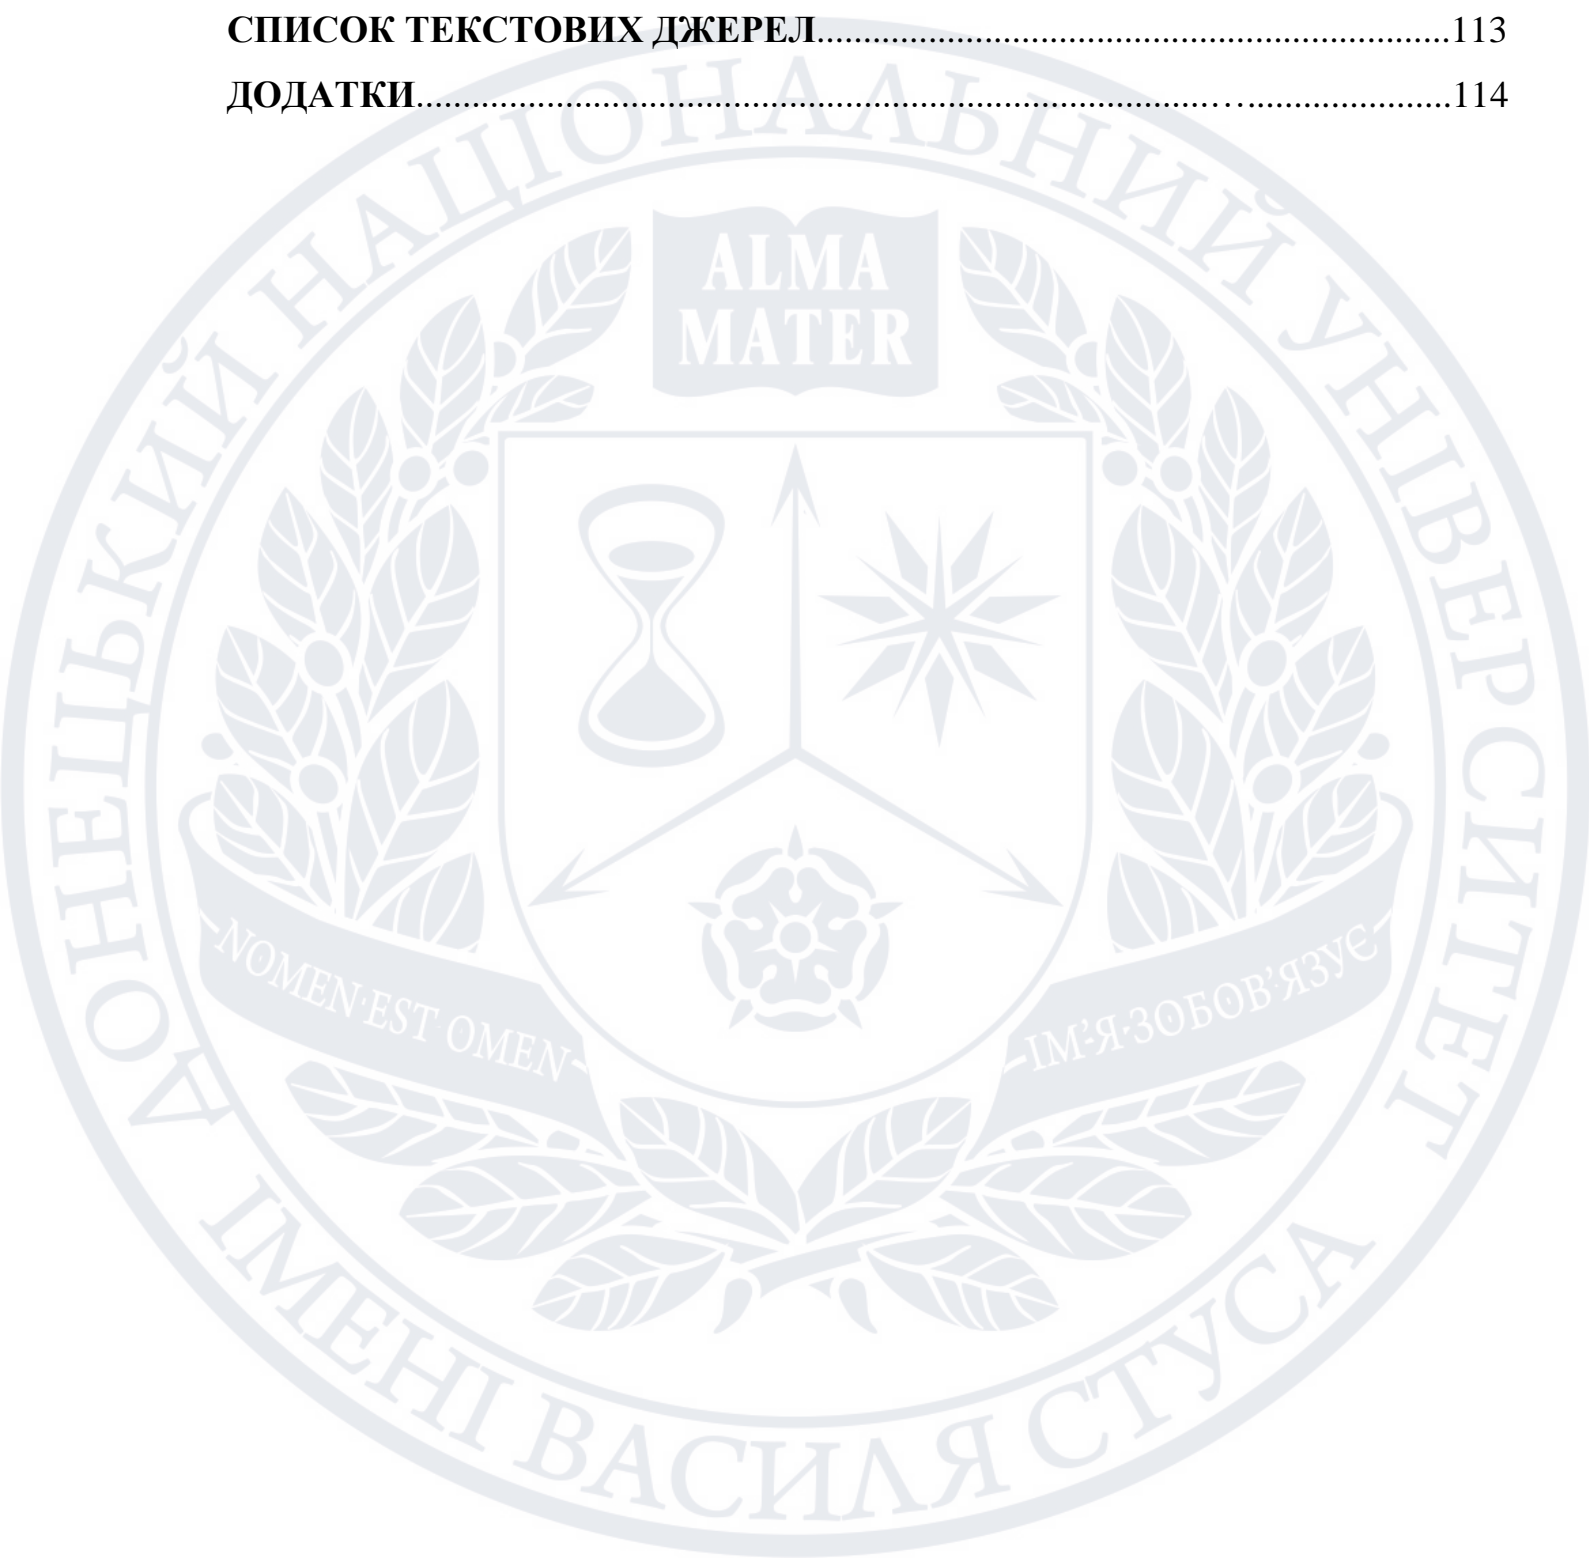 СПИСОК ТЕКСТОВИХ ДЖЕРЕЛ....................................................................113
ДОДАТКИ.................................................................................…......................114
ДОНЕЦЬКИЙ НАЦІОНАЛЬНИЙ УНІВЕРСИТЕТ
ALMA
MATER
NOMEN·EST·OMEN
ІМ'Я·ЗОБОВ'ЯЗУЄ
ІМЕНІ ВАСИЛЯ СТУСА